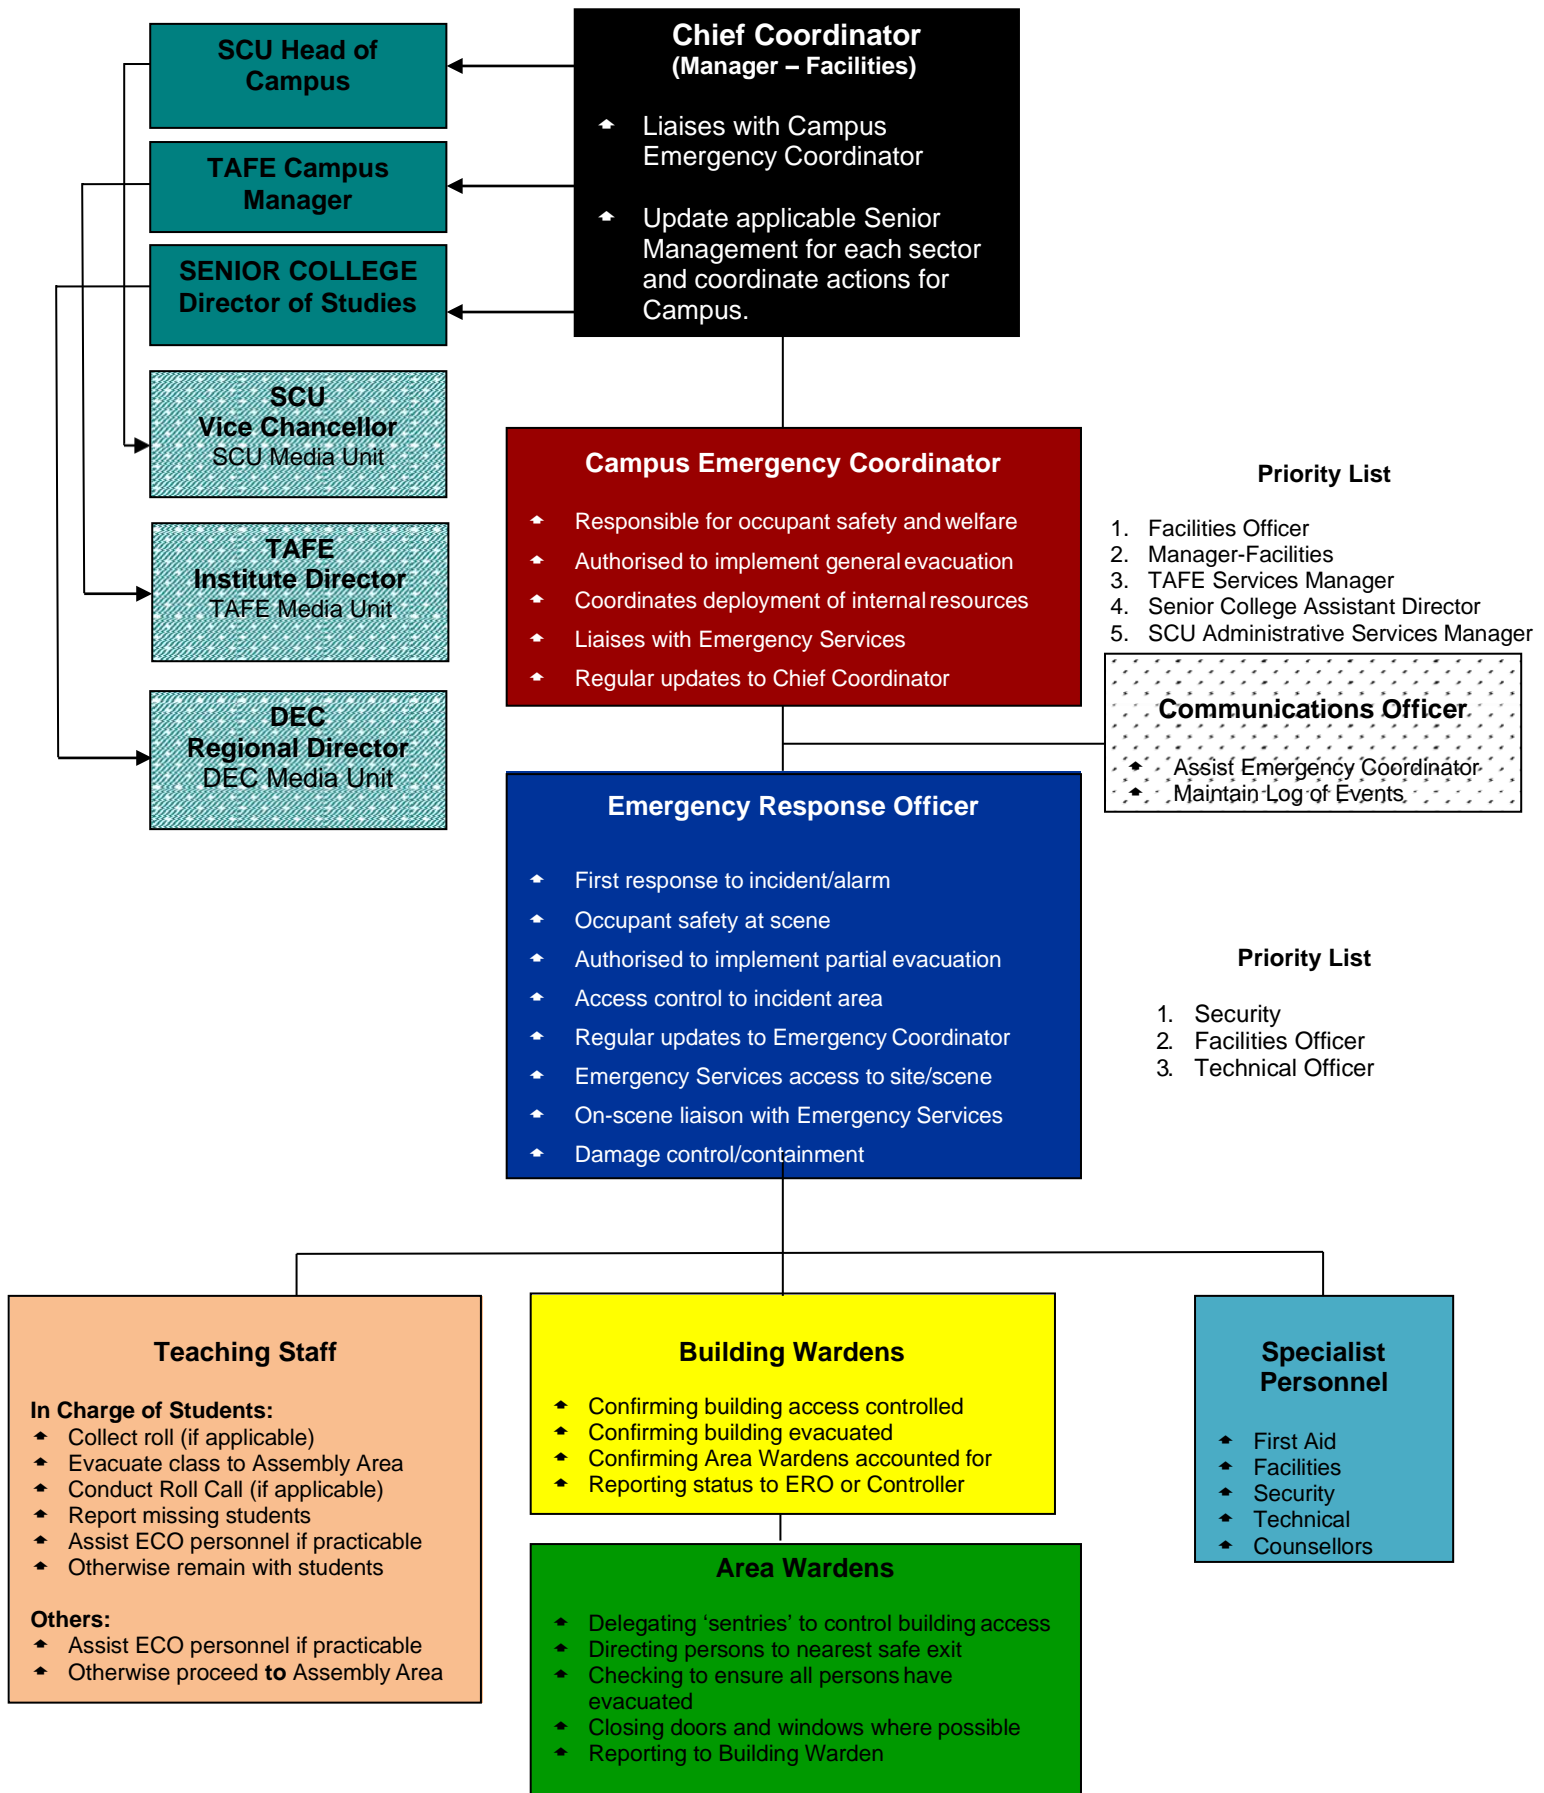 SCU Head of
Campus
TAFE Campus
Manager
SENIOR COLLEGE
Director of Studies
SCU
Vice Chancellor
SCU Media Unit
TAFE
Institute Director
TAFE Media Unit
DEC
Regional Director
DEC Media Unit
Chief Coordinator
(Manager – Facilities)
Liaises with Campus
Emergency Coordinator
Update applicable Senior
Management for each sector
and coordinate actions for
Campus.
Campus Emergency Coordinator
Responsible for occupant safety and welfare
Authorised to implement general evacuation
Coordinates deployment of internal resources
Liaises with Emergency Services
Regular updates to Chief Coordinator
Priority List
1. Facilities Officer
2. Manager-Facilities
3. TAFE Services Manager
4. Senior College Assistant Director
5. SCU Administrative Services Manager
Communications Officer
Assist Emergency Coordinator
Maintain Log of Events
Emergency Response Officer
First response to incident/alarm
Occupant safety at scene
Authorised to implement partial evacuation
Access control to incident area
Regular updates to Emergency Coordinator
Emergency Services access to site/scene
On-scene liaison with Emergency Services
Damage control/containment
Priority List
1. Security
2. Facilities Officer
3. Technical Officer
Teaching Staff
In Charge of Students:
Collect roll (if applicable)
Evacuate class to Assembly Area
Conduct Roll Call (if applicable)
Report missing students
Assist ECO personnel if practicable
Otherwise remain with students
Others:
Assist ECO personnel if practicable
Otherwise proceed to Assembly Area
Building Wardens
Confirming building access controlled
Confirming building evacuated
Confirming Area Wardens accounted for
Reporting status to ERO or Controller
Area Wardens
Delegating ‘sentries’ to control building access
Directing persons to nearest safe exit
Checking to ensure all persons have
evacuated
Closing doors and windows where possible
Reporting to Building Warden
Specialist
Personnel
First Aid
Facilities
Security
Technical
Counsellors